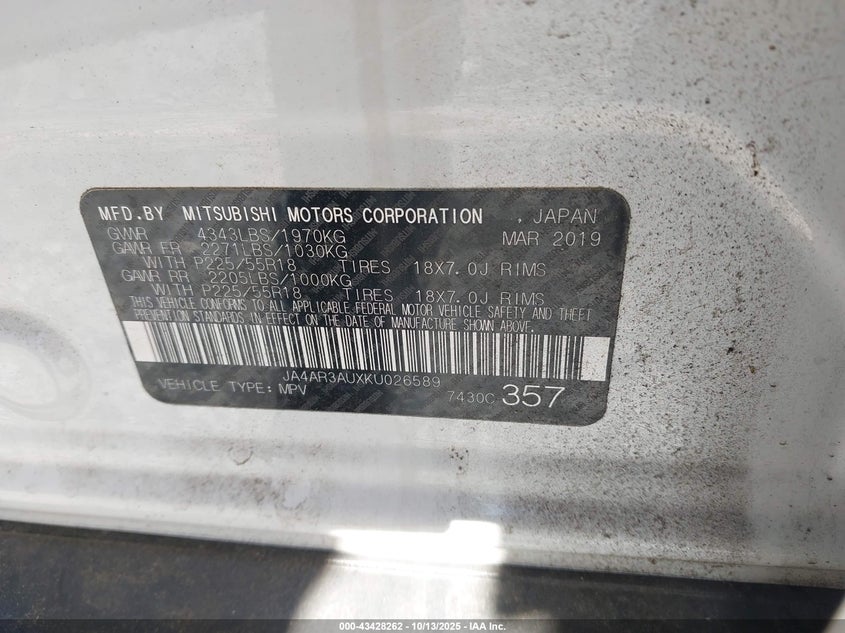 MFD.BY MITSUBISHI MOTORS CORPORATION , JAPAN
GVWR 4343LBS/1970KG MAR 2019
GAWR FR 2271LBS/1030KG
WITH P225/55R18 TIRES 18X7.0J RIMS
GAWR RR 2205LBS/1000KG
WITH P225/55R18 TIRES 18X7.0J RIMS
THIS VEHICLE CONFORMS TO ALL APPLICABLE FEDERAL MOTOR VEHICLE SAFETY AND THEFT
PREVENTION STANDARDS IN EFFECT ON THE DATE OF MANUFACTURE SHOWN ABOVE.
JA4AR3AUXKU026589
VEHICLE TYPE: MPV 7430C 357
000-43428262 - 10/13/2025 - IAA Inc.